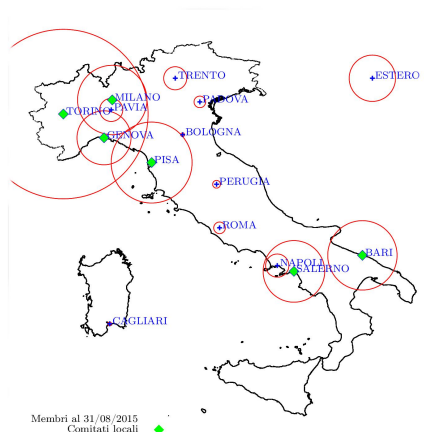 TRENTO
ESTERO
MILANO
PADOVA
PAVIA
TORINO
GENOVA
BOLOGNA
PISA
PERUGIA
ROMA
BARI
NAPOLI
SALERNO
CAGLIARI
Membri al 31/08/2015
Comitati locali